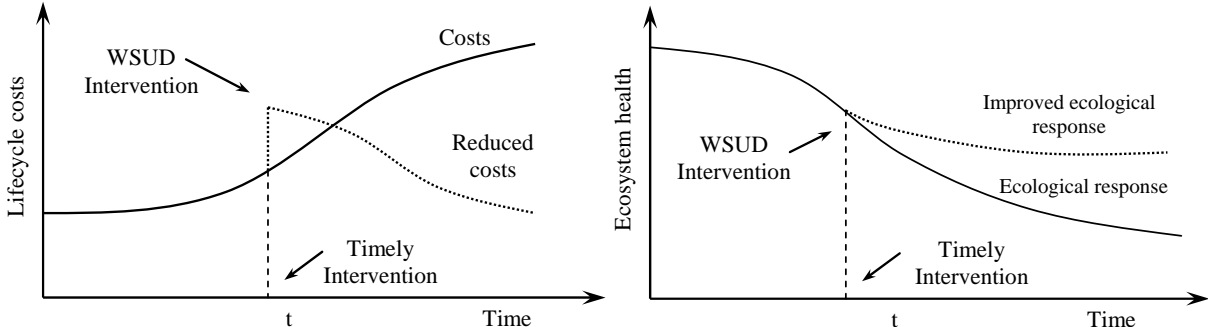 Lifecycle costs
WSUD
Intervention
Costs
Reduced
costs
Timely
Intervention
t
Time
Ecosystem health
WSUD
Intervention
Improved ecological
response
Ecological response
Timely
Intervention
t
Time